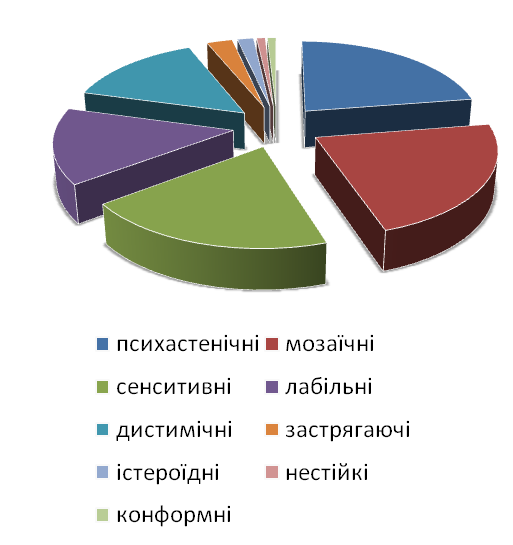 психастенічні мозаїчні
сенситивні лабільні
дистимічні застрягаючі
істероїдні нестійкі
конформні